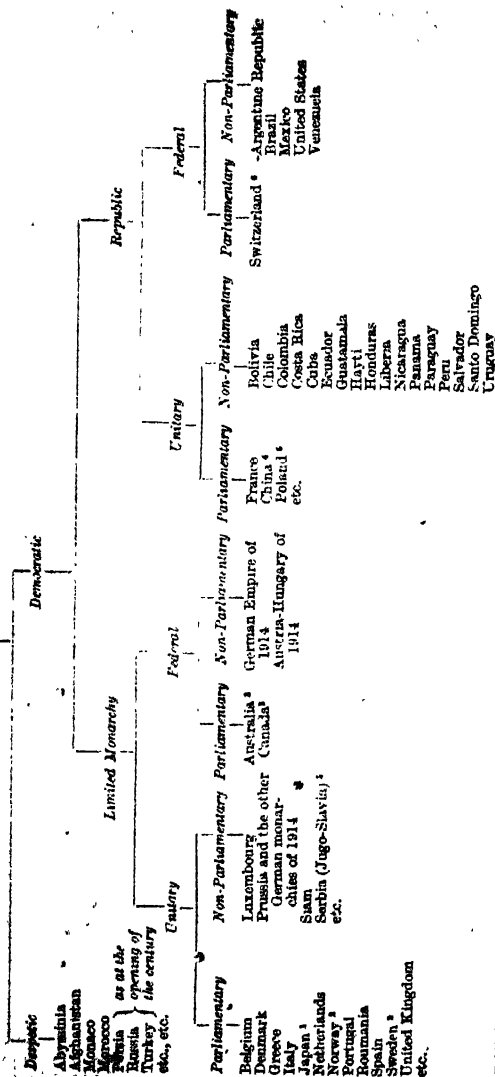 Despotic
Abyssinia
Afghanistan
Monaco
Morocco
Persia
Russia
Turkey
as at the
opening of
the century
etc., etc.
Democratic
Limited Monarchy
Unitary
Parliamentary
Belgium
Denmark
Greece
Italy
Japan
Netherlands
Norway
Portugal
Roumania
Spain
Sweden
United Kingdom
etc.
Non-Parliamentary
Luxembourg
Prussia and the other
German monar-
chies of 1914
Siam
Serbia (Jugo-Slavia)
etc.
Federal
Parliamentary
Australia
Canada
Non-Parliamentary
German Empire of
1914
Austria-Hungary of
1914
Republic
Unitary
Parliamentary
France
China ⁴
Poland
etc.
Non-Parliamentary
Bolivia
Chile
Colombia
Costa Rica
Cuba
Ecuador
Guatamala
Hayti
Honduras
Liberia
Nicaragua
Panama
Paraguay
Peru
Salvador
Santo Domingo
Uruguay
Federal
Parliamentary
Switzerland
Non-Parliamentary
Argentine Republic
Brazil
Mexico
United States
Venezuela